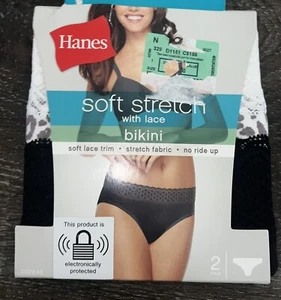 Hanes
N
soft stretch
with lace
bikini
soft lace trim • stretch fabric • no ride up
This product is
electronically
protected
2